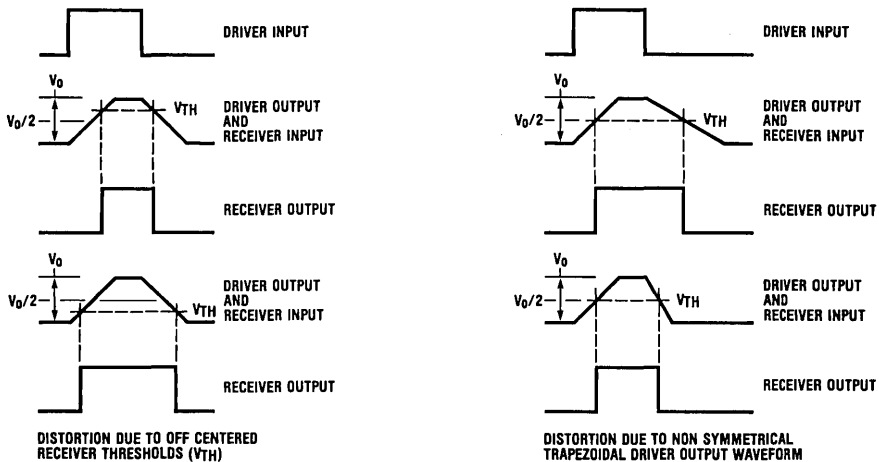 DRIVER INPUT
V0
V0/2
VTH
DRIVER OUTPUT
AND
RECEIVER INPUT
RECEIVER OUTPUT
V0
V0/2
VTH
DRIVER OUTPUT
AND
RECEIVER INPUT
RECEIVER OUTPUT
DISTORTION DUE TO OFF CENTERED
RECEIVER THRESHOLDS (VTH)
DRIVER INPUT
V0
V0/2
VTH
DRIVER OUTPUT
AND
RECEIVER INPUT
RECEIVER OUTPUT
V0
V0/2
VTH
DRIVER OUTPUT
AND
RECEIVER INPUT
RECEIVER OUTPUT
DISTORTION DUE TO NON SYMMETRICAL
TRAPEZOIDAL DRIVER OUTPUT WAVEFORM